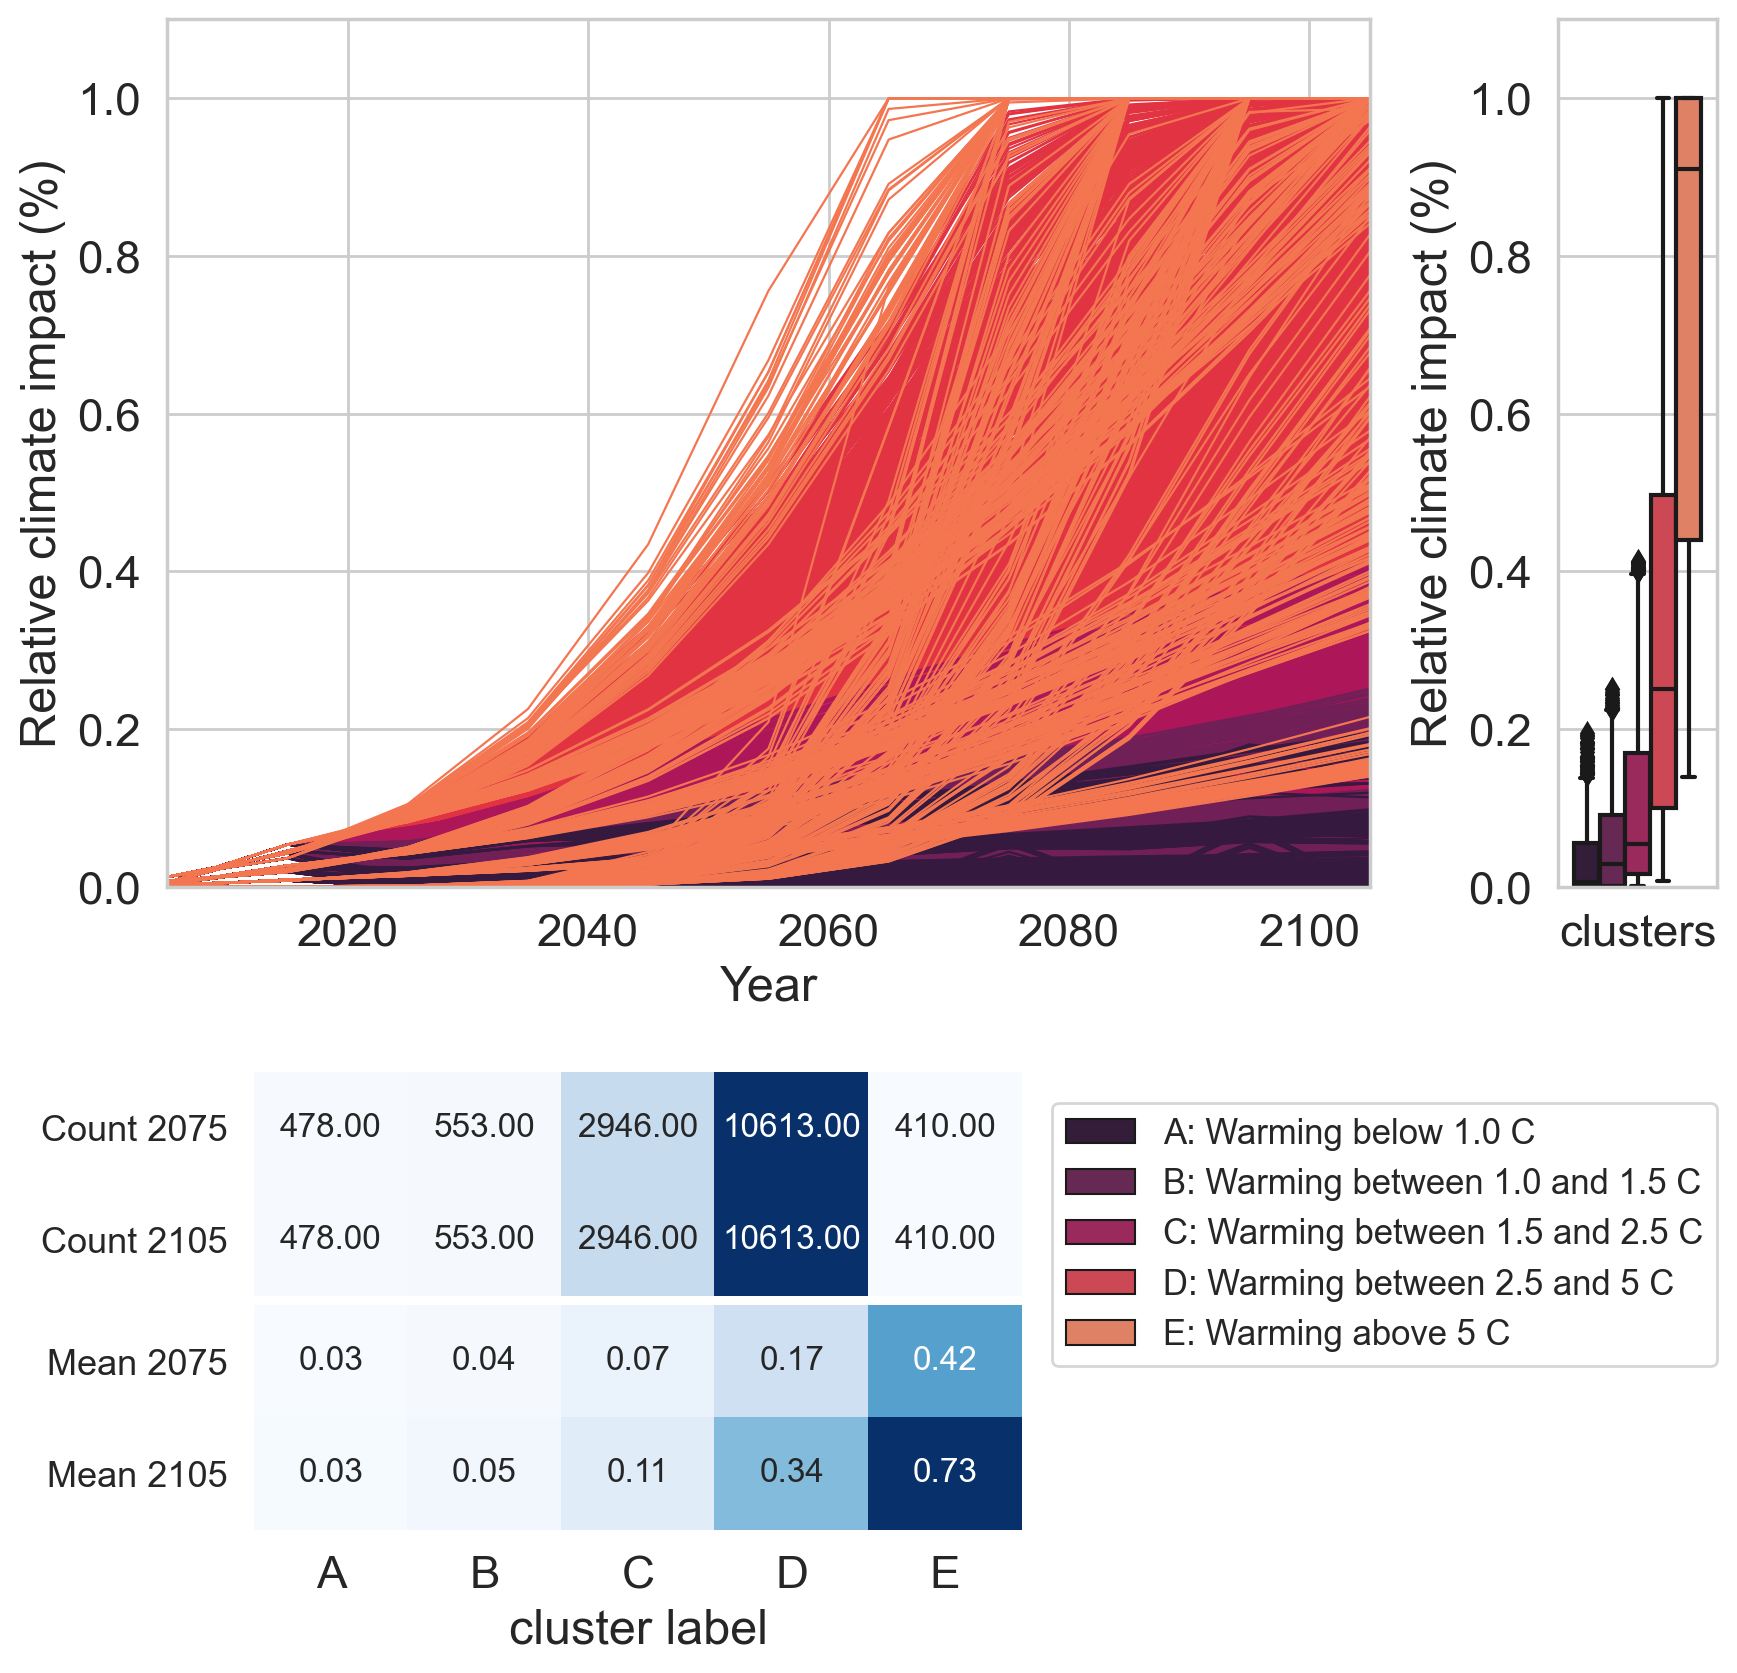 Relative climate impact (%)
1.0
0.8
0.6
0.4
0.2
0.0
2020 2040 2060 2080 2100
Year
Relative climate impact (%)
1.0
0.8
0.6
0.4
0.2
0.0
clusters
Count 2075 478.00 553.00 2946.00 10613.00 410.00
Count 2105 478.00 553.00 2946.00 10613.00 410.00
Mean 2075 0.03 0.04 0.07 0.17 0.42
Mean 2105 0.03 0.05 0.11 0.34 0.73
A B C D E
cluster label
A: Warming below 1.0 C
B: Warming between 1.0 and 1.5 C
C: Warming between 1.5 and 2.5 C
D: Warming between 2.5 and 5 C
E: Warming above 5 C